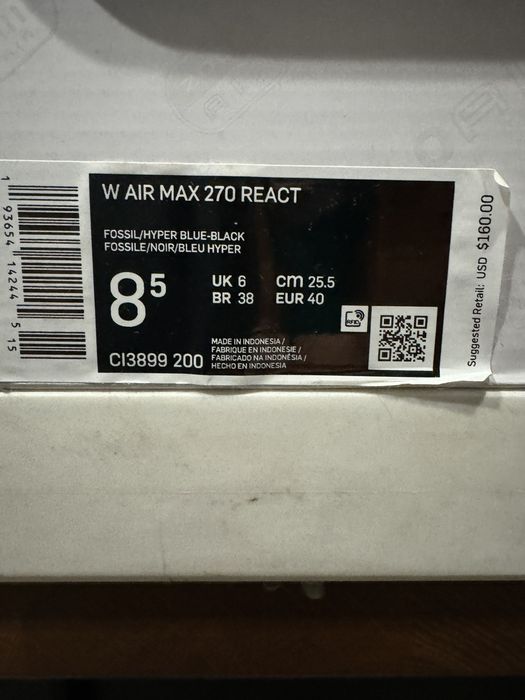 W AIR MAX 270 REACT
FOSSIL/HYPER BLUE-BLACK
FOSSILE/NOIR/BLEU HYPER
8 5
UK 6 cm 25.5
BR 38 EUR 40
RFID
CI3899 200
MADE IN INDONESIA /
FABRIQUE EN INDONESIE /
FABRICADO NA INDONÉSIA /
HECHO EN INDONESIA
1 93654 14244 5 15
Suggested Retail: USD $160.00